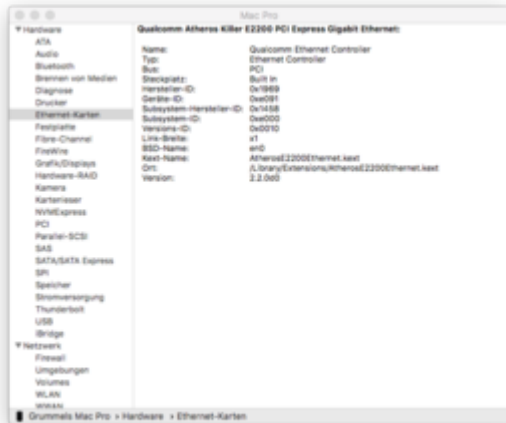 Mac Pro
Hardware
ATA
Audio
Bluetooth
Brennen von Medien
Diagnose
Drucker
Ethernet-Karten
Festplatte
Fibre-Channel
FireWire
Grafik/Displays
Hardware-RAID
Kamera
Kartenleser
NVMExpress
PCI
Parallel-SCSI
SAS
SATA/SATA Express
SPI
Speicher
Stromversorgung
Thunderbolt
USB
iBridge
Netzwerk
Firewall
Umgebungen
Volumes
WLAN
WWAN
Qualcomm Atheros Killer E2200 PCI Express Gigabit Ethernet:
Name: Qualcomm Ethernet Controller
Typ: Ethernet Controller
Bus: PCI
Steckplatz: Built in
Hersteller-ID: 0x1969
Geräte-ID: 0xe091
Subsystem-Hersteller-ID: 0x1458
Subsystem-ID: 0xe000
Versions-ID: 0x0010
Link-Breite: x1
BSD-Name: en0
Kext-Name: AtherosE2200Ethernet.kext
Ort: /Library/Extensions/AtherosE2200Ethernet.kext
Version: 2.2.0d0
Grummels Mac Pro › Hardware › Ethernet-Karten